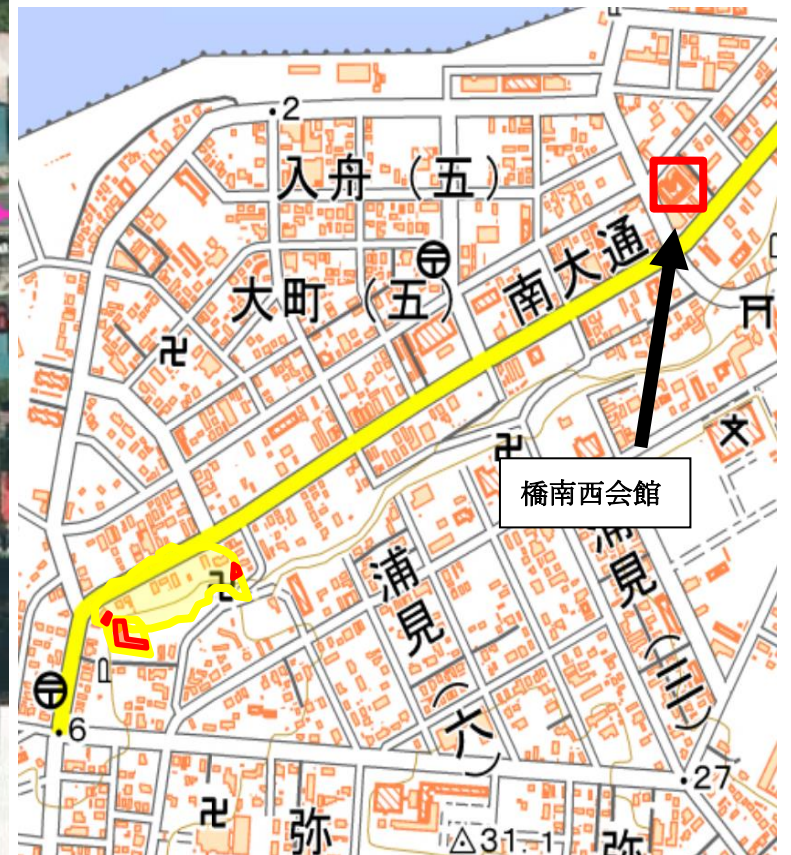 ・2
入舟（五）
大町（五）
南大通
橋南西会館
浦見（六）
浦見（三）
・6
・27
弥
31.1
弥